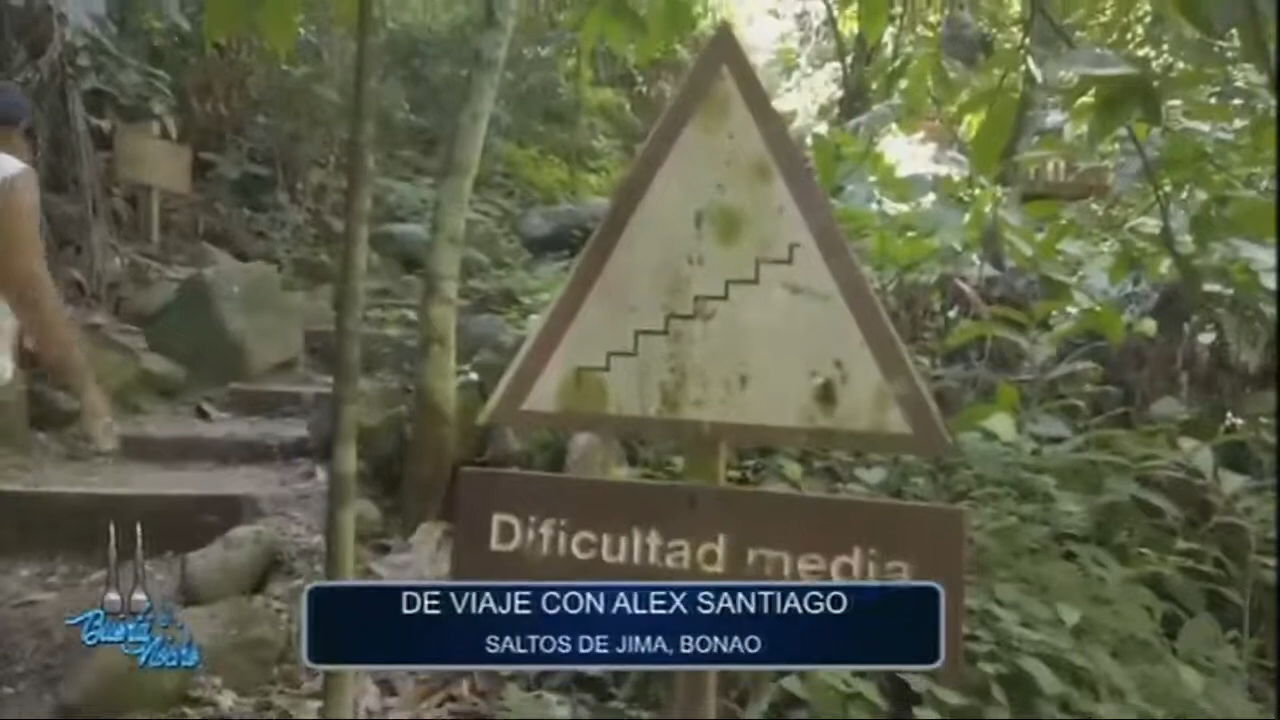 Dificultad media
DE VIAJE CON ALEX SANTIAGO
SALTOS DE JIMA, BONAO